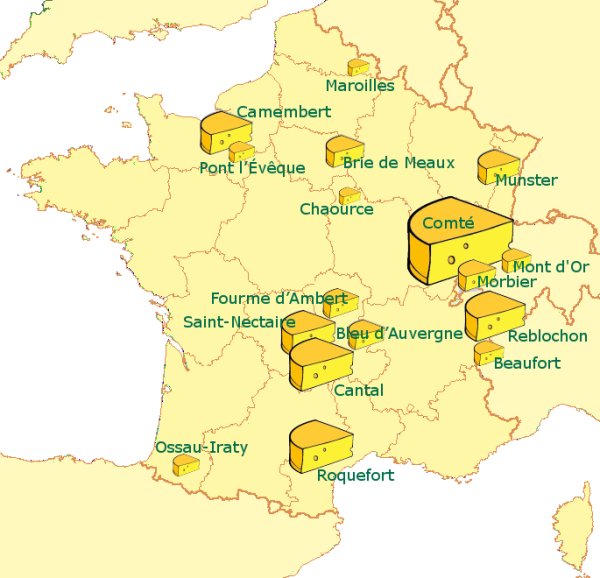 Maroilles
Camembert
Pont l’Évêque
Brie de Meaux
Munster
Chaource
Comté
Mont d'Or
Morbier
Fourme d’Ambert
Saint-Nectaire
Bleu d’Auvergne
Reblochon
Beaufort
Cantal
Ossau-Iraty
Roquefort